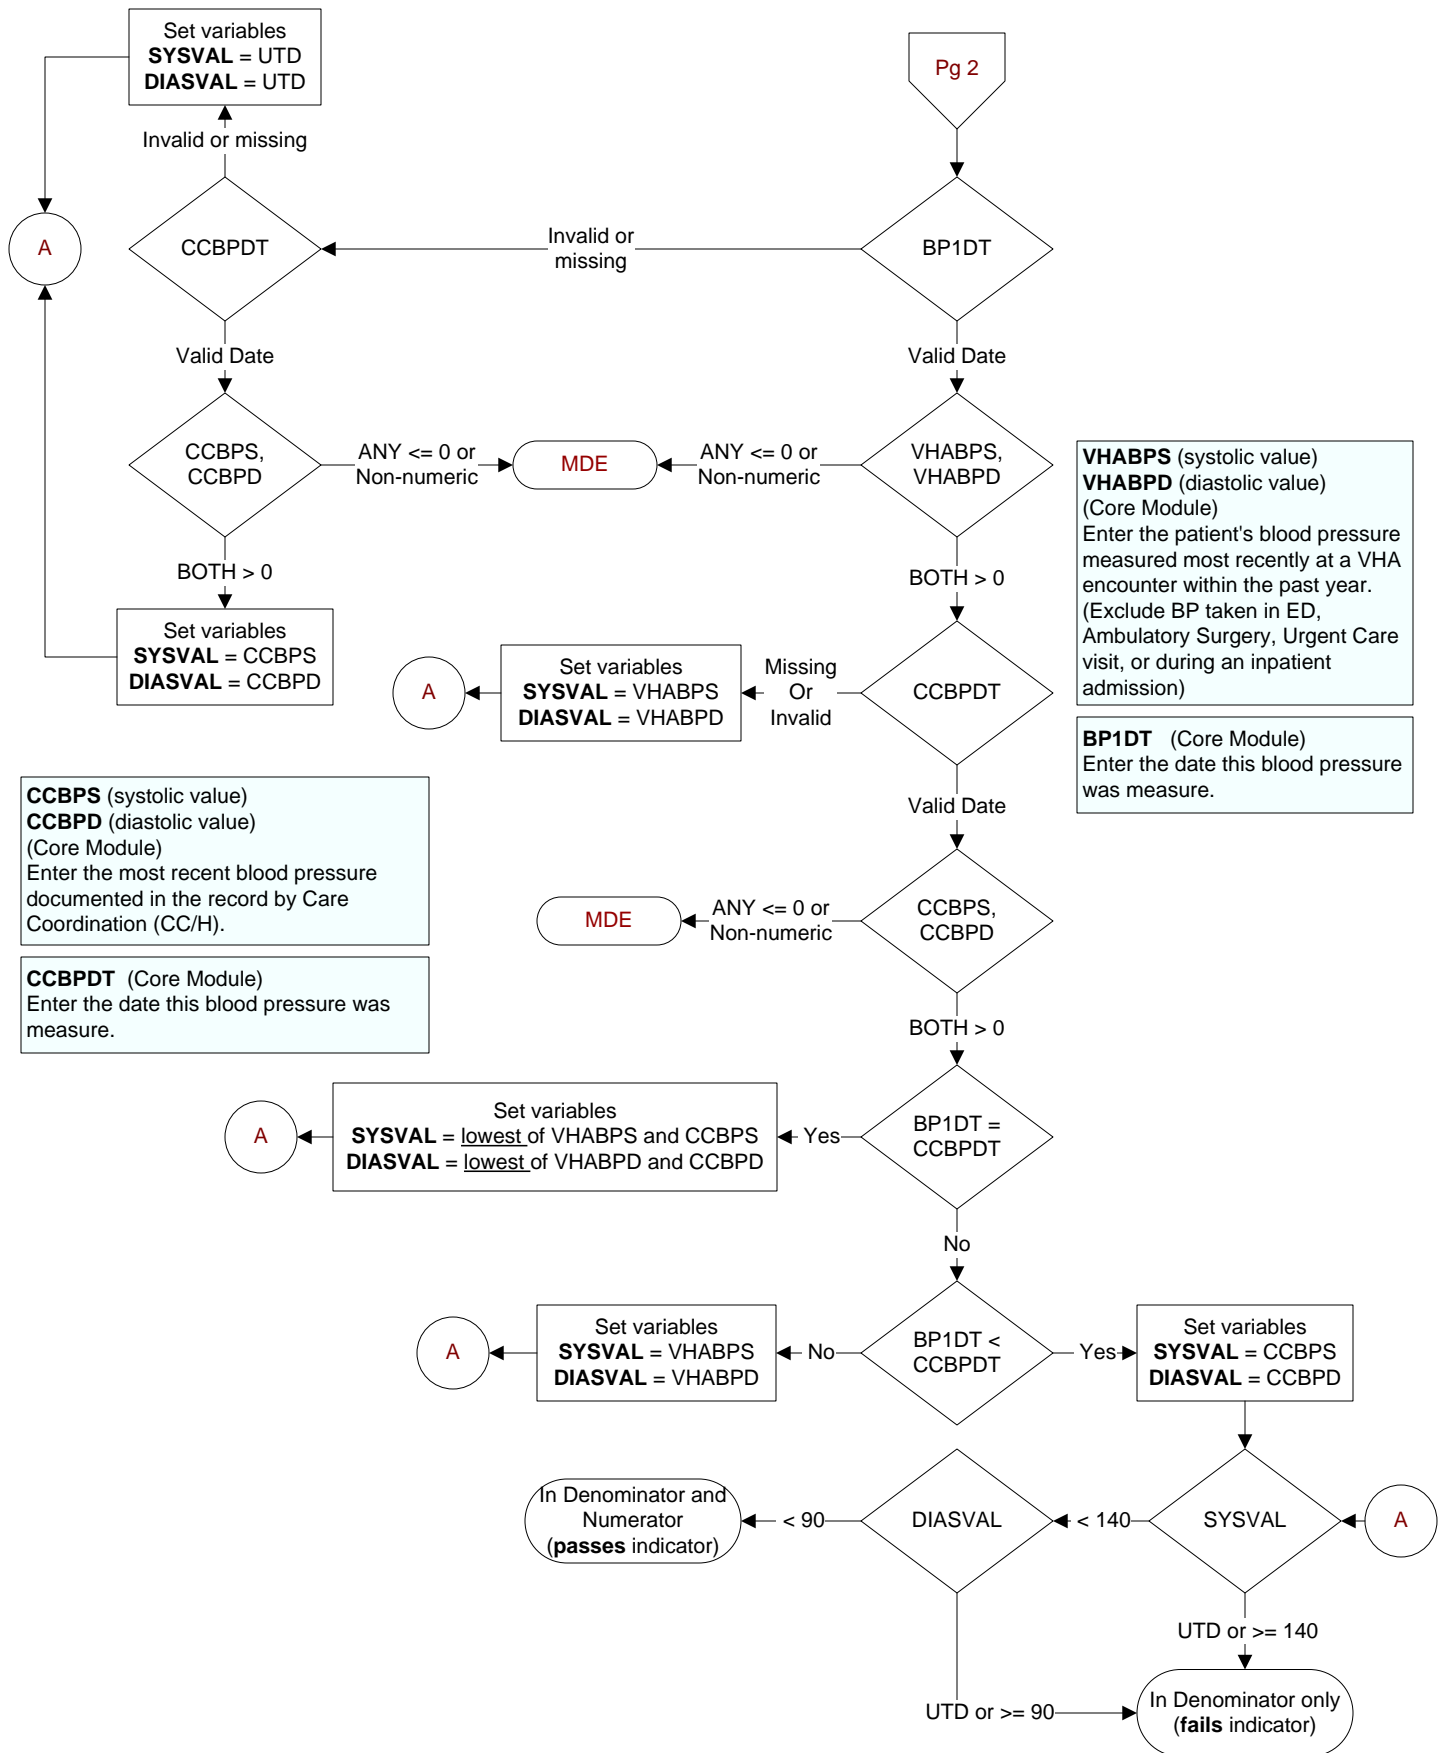 Set variables
SYSVAL = UTD
DIASVAL = UTD
Pg 2
Invalid or missing
A
CCBPDT
Invalid or
missing
BP1DT
Valid Date
Valid Date
CCBPS,
CCBPD
ANY <= 0 or
Non-numeric
MDE
ANY <= 0 or
Non-numeric
VHABPS,
VHABPD
VHABPS (systolic value)
VHABPD (diastolic value)
(Core Module)
Enter the patient's blood pressure
measured most recently at a VHA
encounter within the past year.
(Exclude BP taken in ED,
Ambulatory Surgery, Urgent Care
visit, or during an inpatient
admission)
BOTH > 0
BOTH > 0
Set variables
SYSVAL = CCBPS
DIASVAL = CCBPD
A
Set variables
SYSVAL = VHABPS
DIASVAL = VHABPD
Missing
Or
Invalid
CCBPDT
BP1DT (Core Module)
Enter the date this blood pressure
was measure.
CCBPS (systolic value)
CCBPD (diastolic value)
(Core Module)
Enter the most recent blood pressure
documented in the record by Care
Coordination (CC/H).
Valid Date
MDE
ANY <= 0 or
Non-numeric
CCBPS,
CCBPD
CCBPDT (Core Module)
Enter the date this blood pressure was
measure.
BOTH > 0
A
Set variables
SYSVAL = lowest of VHABPS and CCBPS
DIASVAL = lowest of VHABPD and CCBPD
Yes
BP1DT =
CCBPDT
No
A
Set variables
SYSVAL = VHABPS
DIASVAL = VHABPD
No
BP1DT <
CCBPDT
Yes
Set variables
SYSVAL = CCBPS
DIASVAL = CCBPD
In Denominator and
Numerator
(passes indicator)
< 90
DIASVAL
< 140
SYSVAL
A
UTD or >= 140
UTD or >= 90
In Denominator only
(fails indicator)